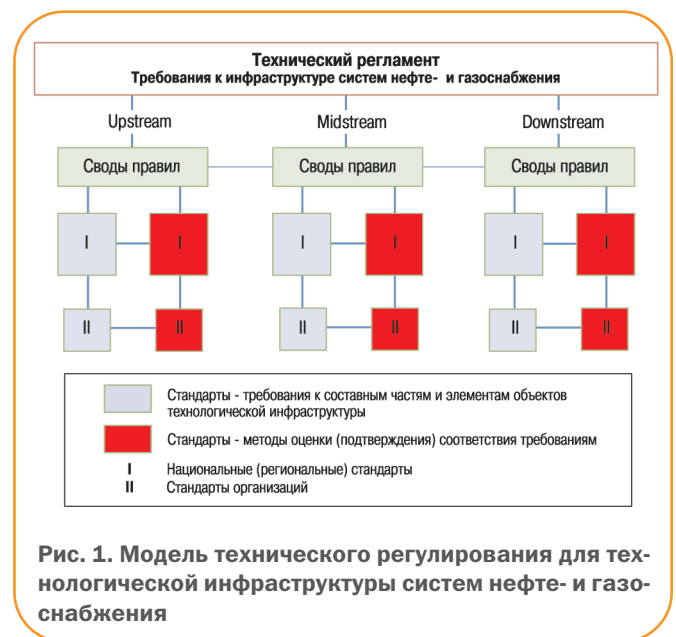 Технический регламент
Требования к инфраструктуре систем нефте- и газоснабжения
Upstream Midstream Downstream
Своды правил Своды правил Своды правил
I I I I I I
II II II II II II
Стандарты - требования к составным частям и элементам объектов
технологической инфраструктуры
Стандарты - методы оценки (подтверждения) соответствия требованиям
I Национальные (региональные) стандарты
II Стандарты организаций
Рис. 1. Модель технического регулирования для тех-
нологической инфраструктуры систем нефте- и газо-
снабжения